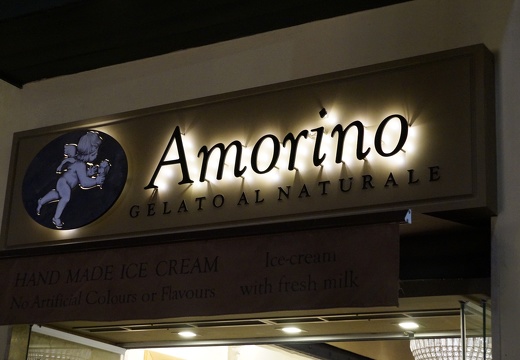 Amorino
GELATO AL NATURALE
HAND MADE ICE CREAM
No Artificial Colours or Flavours
Ice-cream
with fresh milk